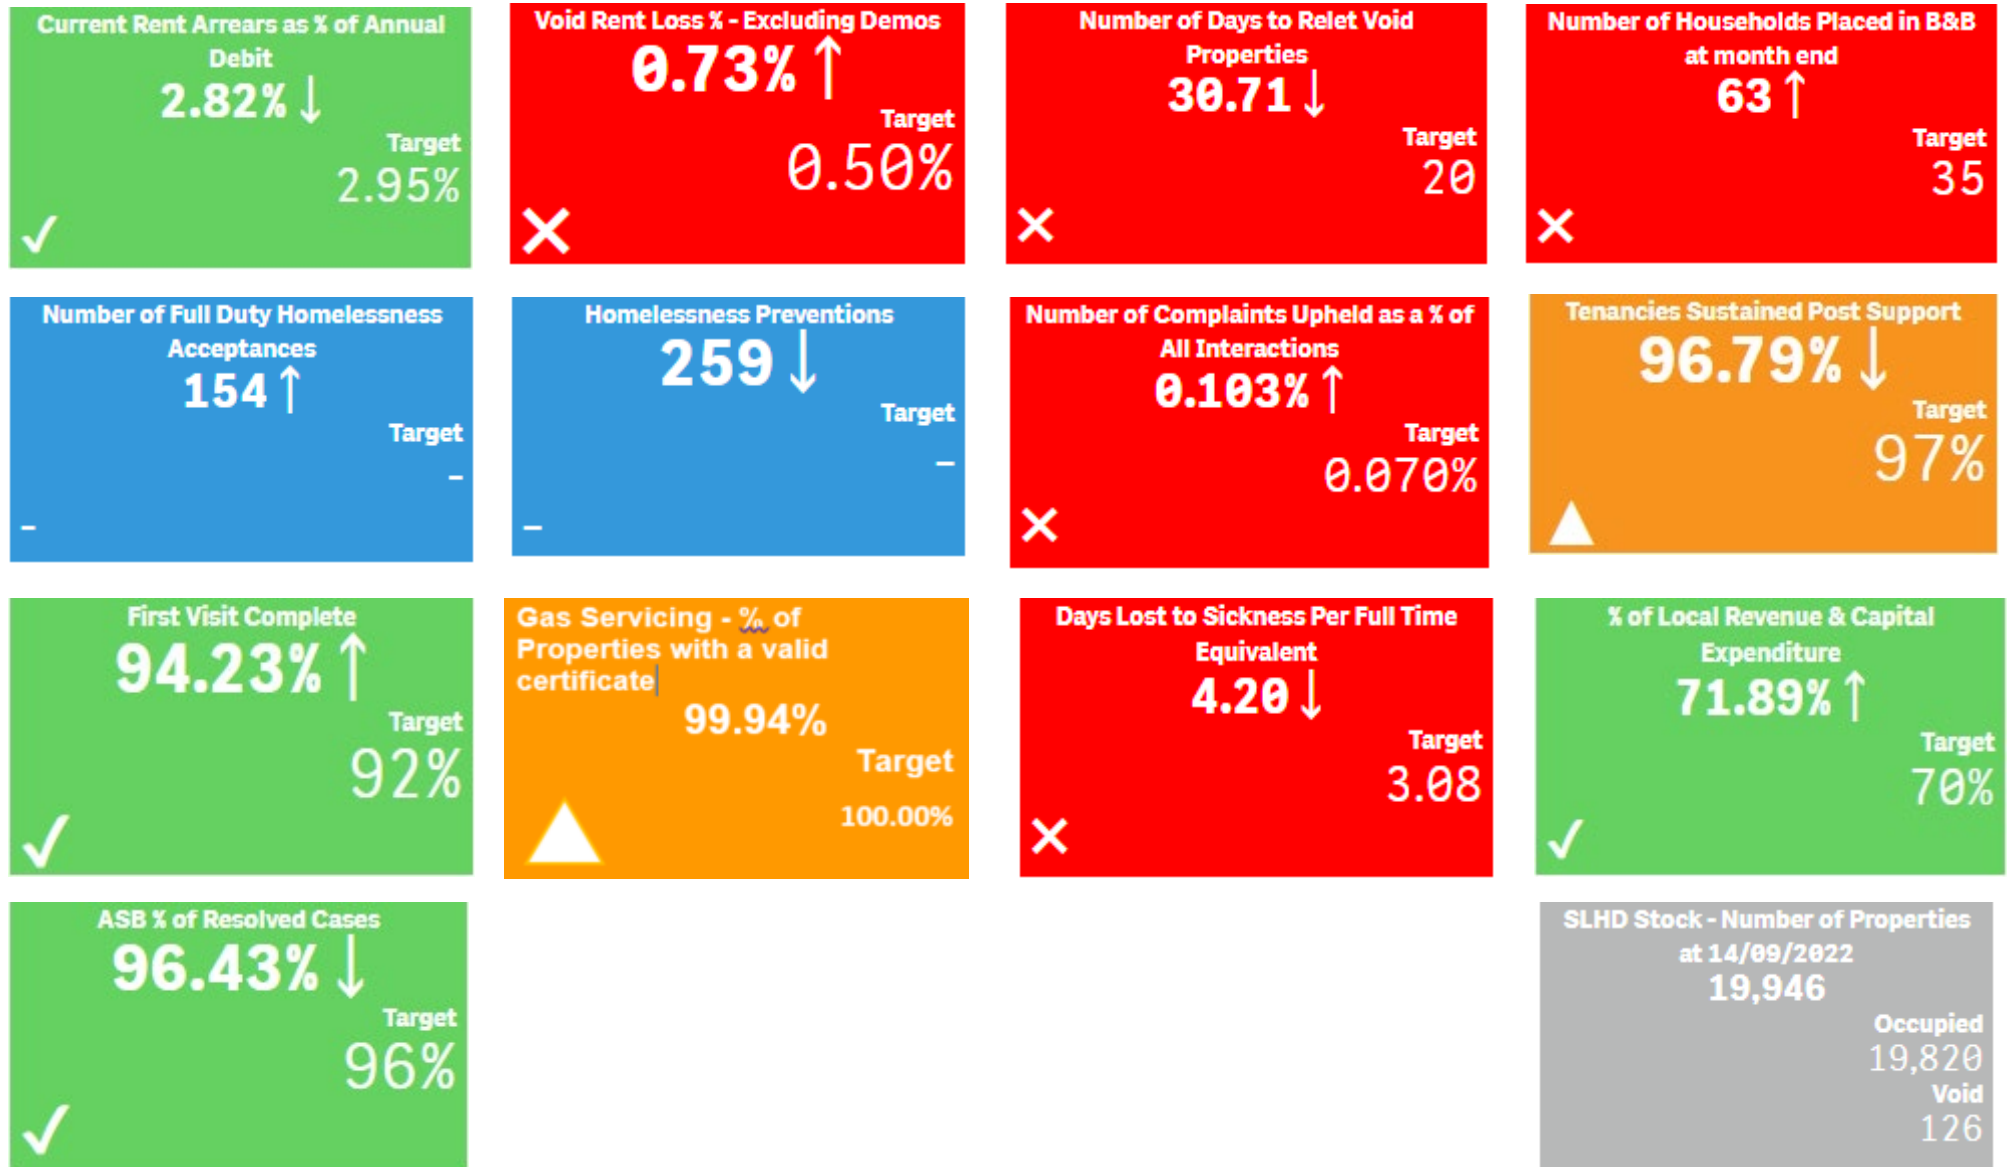 Current Rent Arrears as % of Annual
Debit
2.82% ↓
Target
2.95%
✓
Void Rent Loss % - Excluding Demos
0.73% ↑
Target
0.50%
✕
Number of Days to Relet Void
Properties
30.71 ↓
Target
20
✕
Number of Households Placed in B&B
at month end
63 ↑
Target
35
✕
Number of Full Duty Homelessness
Acceptances
154 ↑
Target
–
–
Homelessness Preventions
259 ↓
Target
–
–
Number of Complaints Upheld as a % of
All Interactions
0.103% ↑
Target
0.070%
✕
Tenancies Sustained Post Support
96.79% ↓
Target
97%
▲
First Visit Complete
94.23% ↑
Target
92%
✓
Gas Servicing - % of
Properties with a valid
certificate
99.94%
Target
100.00%
▲
Days Lost to Sickness Per Full Time
Equivalent
4.20 ↓
Target
3.08
✕
% of Local Revenue & Capital
Expenditure
71.89% ↑
Target
70%
✓
ASB % of Resolved Cases
96.43% ↓
Target
96%
✓
SLHD Stock - Number of Properties
at 14/09/2022
19,946
Occupied
19,820
Void
126